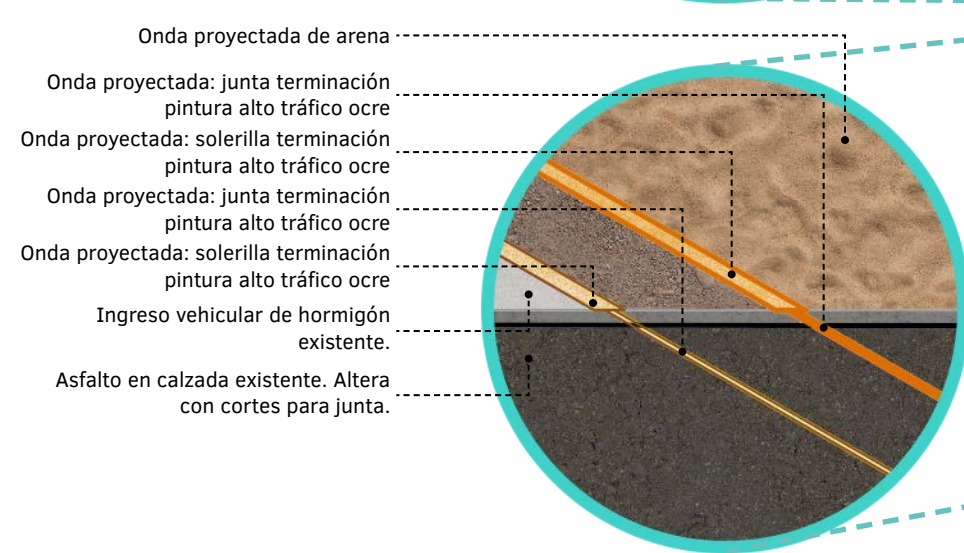 Onda proyectada de arena
Onda proyectada: junta terminación
pintura alto tráfico ocre
Onda proyectada: solerilla terminación
pintura alto tráfico ocre
Onda proyectada: junta terminación
pintura alto tráfico ocre
Onda proyectada: solerilla terminación
pintura alto tráfico ocre
Ingreso vehicular de hormigón
existente.
Asfalto en calzada existente. Altera
con cortes para junta.